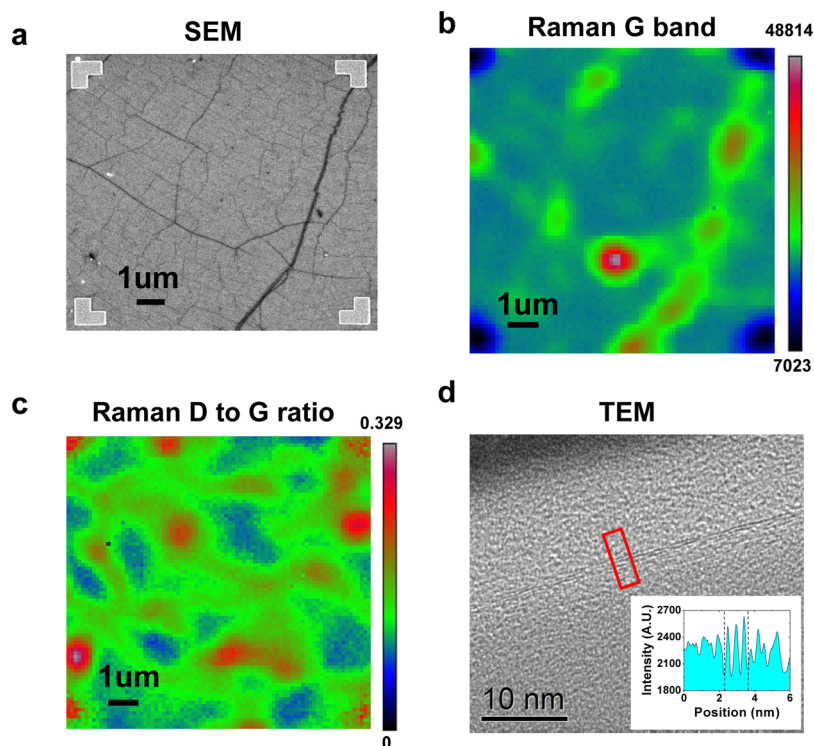 a
SEM
1um
b
Raman G band
48814
1um
7023
c
Raman D to G ratio
0.329
1um
0
d
TEM
10 nm
Intensity (A.U.)
2700
2400
2100
1800
0 2 4 6
Position (nm)